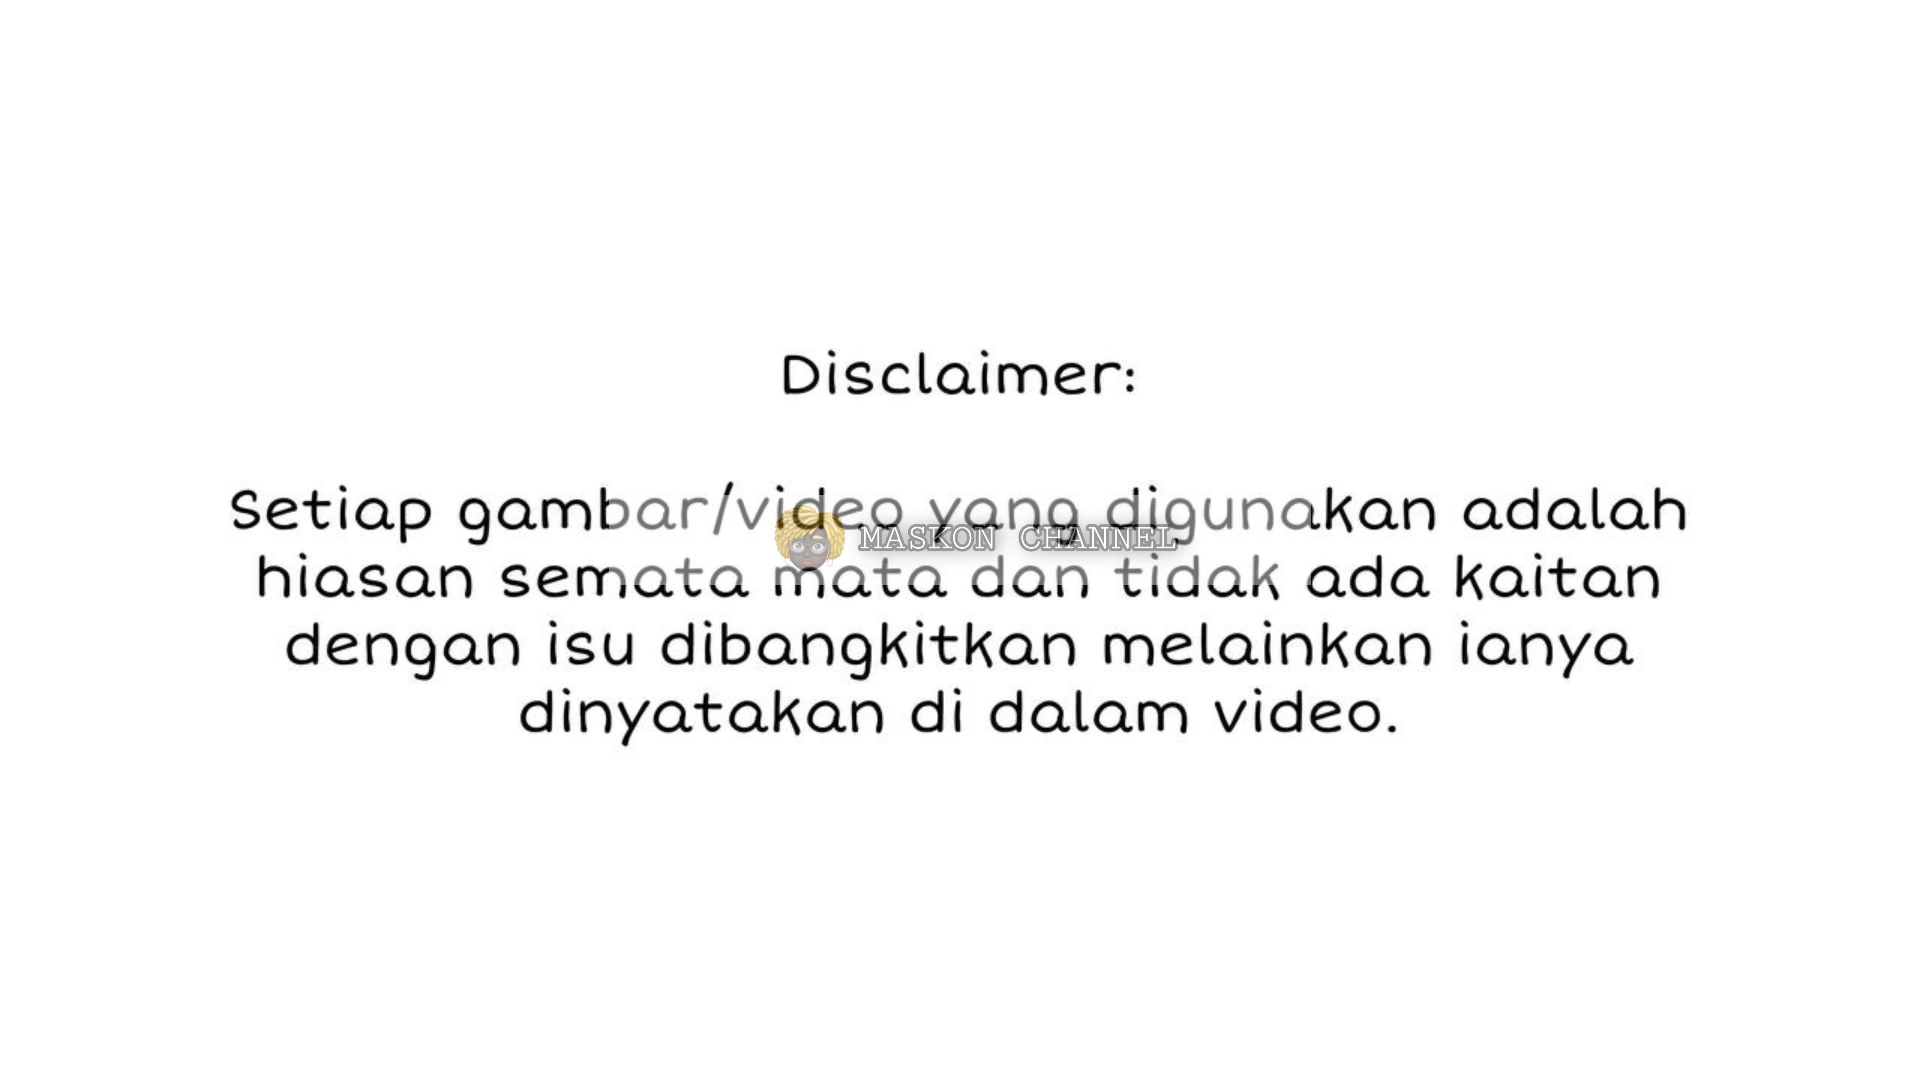 Disclaimer:
Setiap gambar/video yang digunakan adalah
MASKON CHANNEL
hiasan semata mata dan tidak ada kaitan
dengan isu dibangkitkan melainkan ianya
dinyatakan di dalam video.